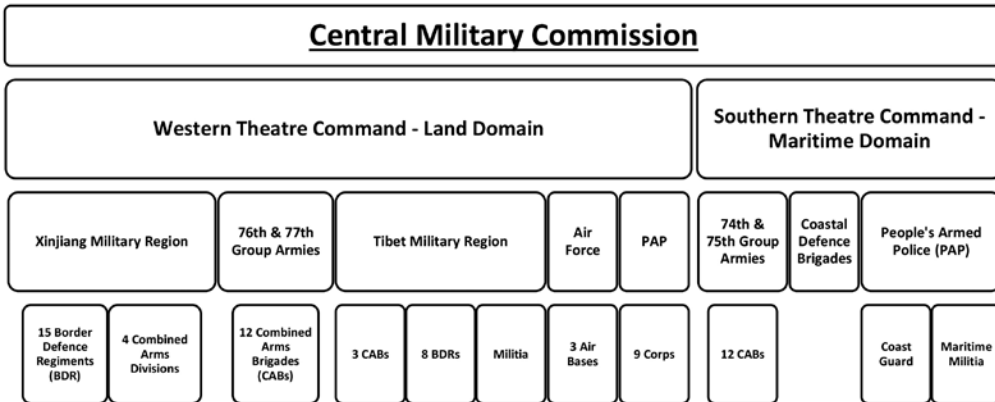 Central Military Commission
Western Theatre Command - Land Domain
Southern Theatre Command -
Maritime Domain
Xinjiang Military Region
76th & 77th
Group Armies
Tibet Military Region
Air
Force
PAP
74th &
75th Group
Armies
Coastal
Defence
Brigades
People's Armed
Police (PAP)
15 Border
Defence
Regiments
(BDR)
4 Combined
Arms
Divisions
12 Combined
Arms
Brigades
(CABs)
3 CABs
8 BDRs
Militia
3 Air
Bases
9 Corps
12 CABs
Coast
Guard
Maritime
Militia